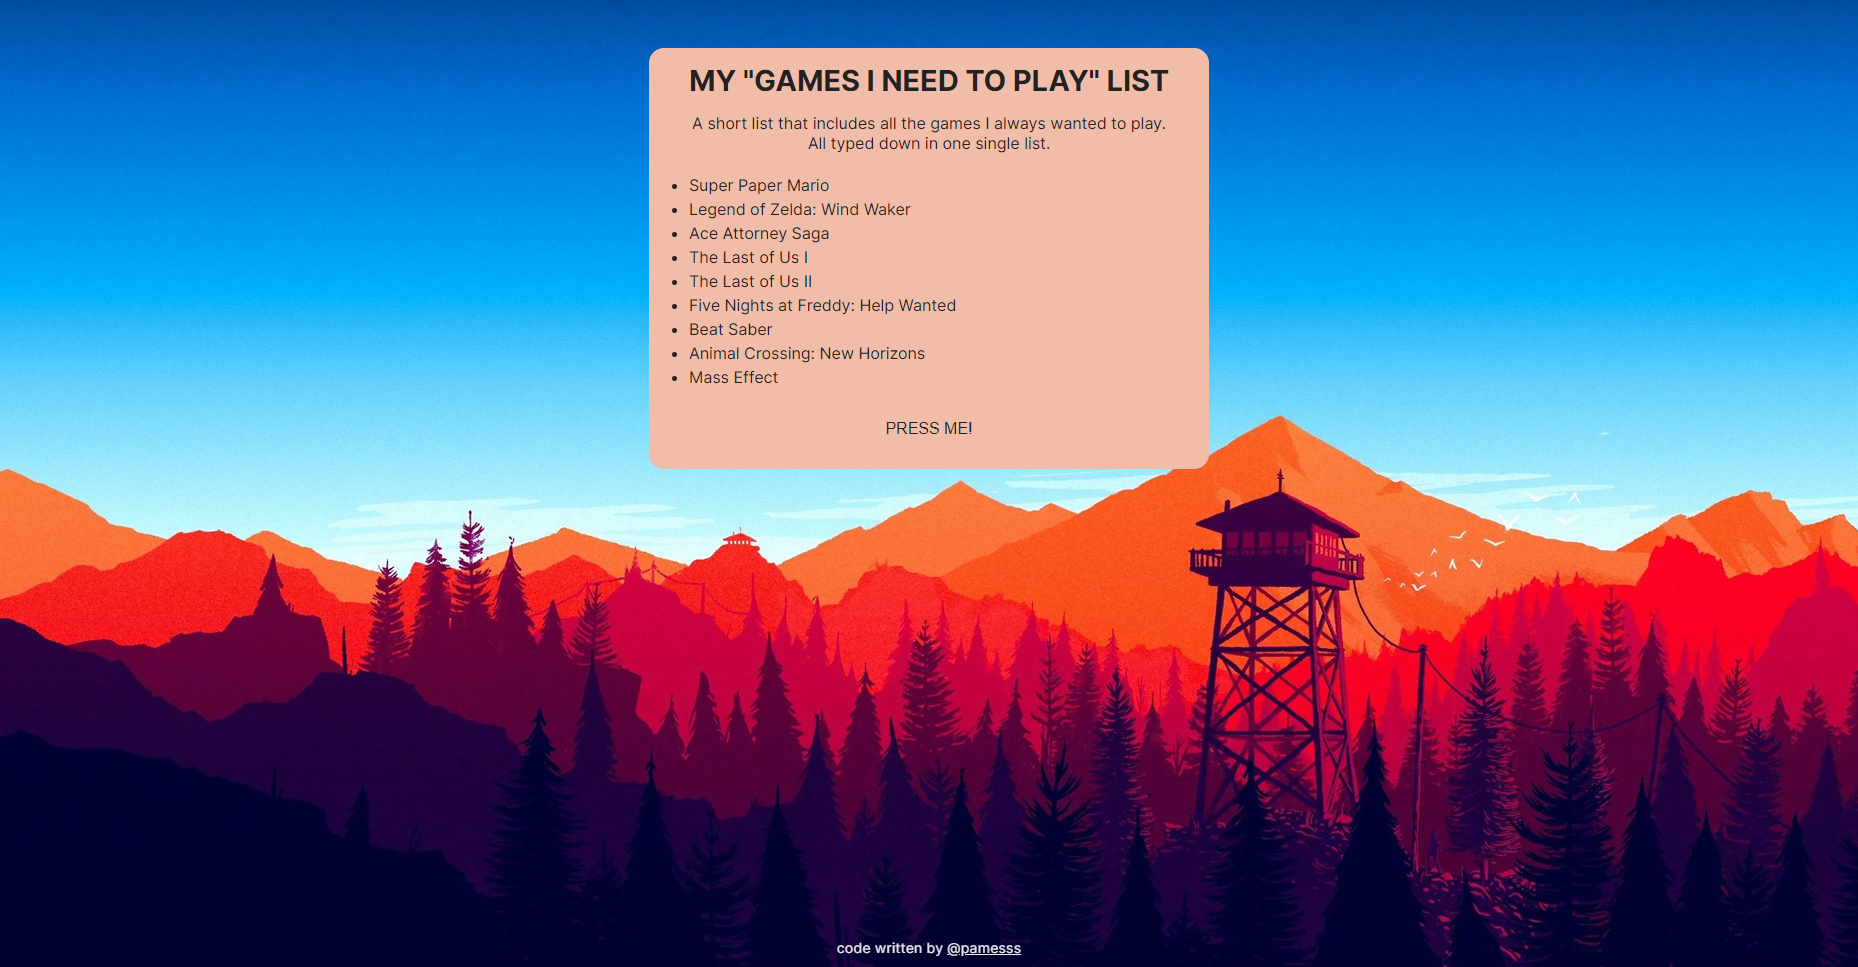 MY "GAMES I NEED TO PLAY" LIST
A short list that includes all the games I always wanted to play.
All typed down in one single list.
Super Paper Mario
Legend of Zelda: Wind Waker
Ace Attorney Saga
The Last of Us I
The Last of Us II
Five Nights at Freddy: Help Wanted
Beat Saber
Animal Crossing: New Horizons
Mass Effect
PRESS ME!
code written by @pamesss